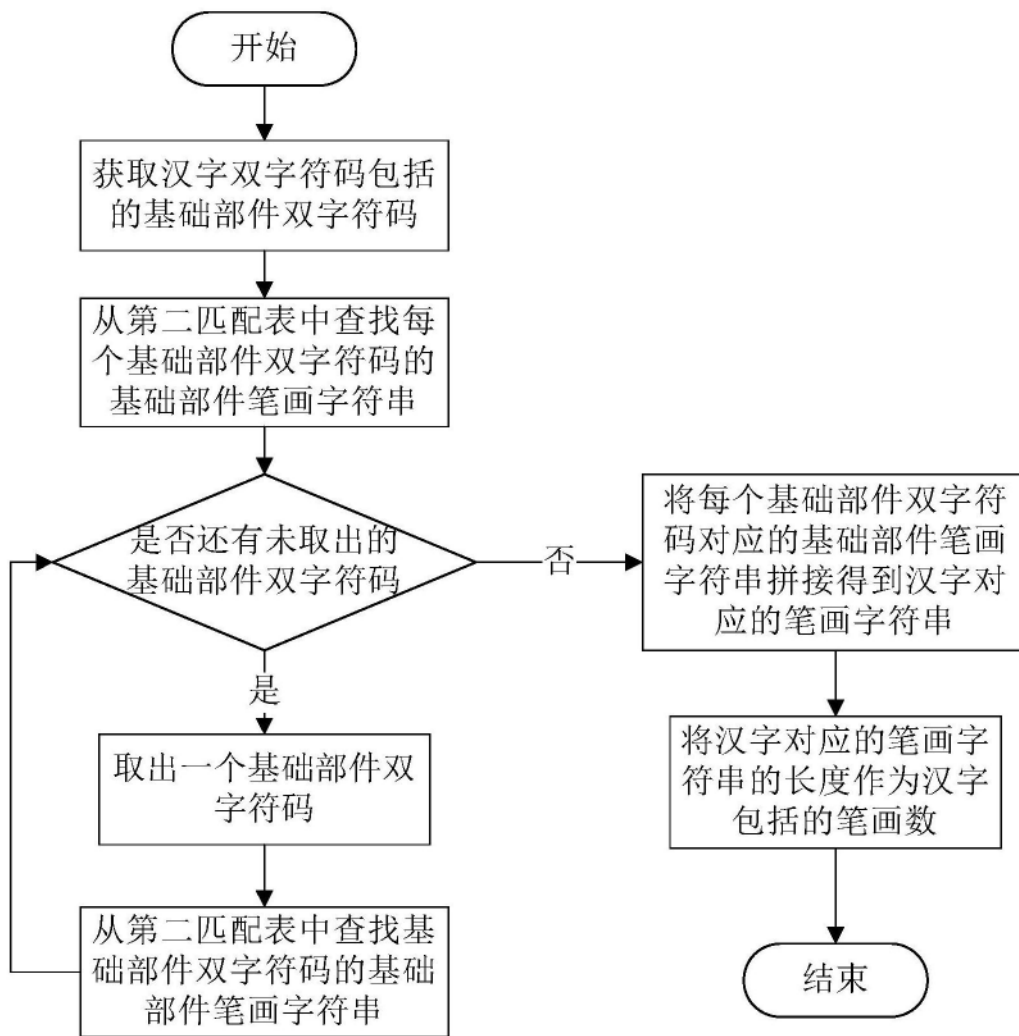 开始
获取汉字双字符码包括
的基础部件双字符码
从第二匹配表中查找每
个基础部件双字符码的
基础部件笔画字符串
是否还有未取出的
基础部件双字符码
否
是
取出一个基础部件双
字符码
从第二匹配表中查找基
础部件双字符码的基础
部件笔画字符串
将每个基础部件双字符
码对应的基础部件笔画
字符串拼接得到汉字对
应的笔画字符串
将汉字对应的笔画字
符串的长度作为汉字
包括的笔画数
结束